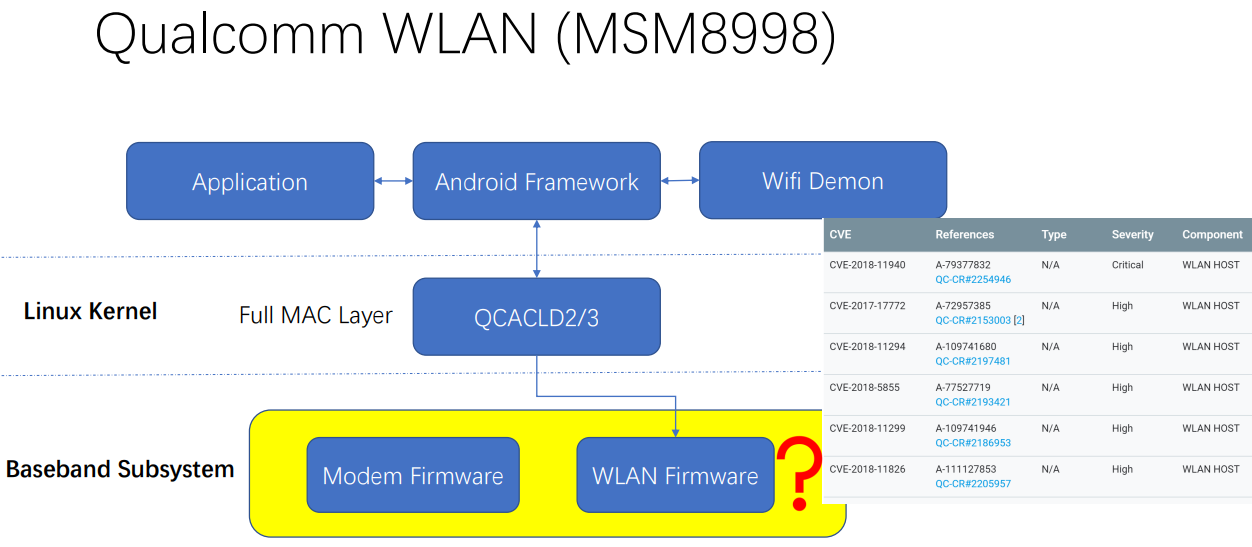 Qualcomm WLAN (MSM8998)
Application
Android Framework
Wifi Demon
Linux Kernel
Full MAC Layer
QCACLD2/3
Baseband Subsystem
Modem Firmware
WLAN Firmware
?
CVE References Type Severity Component
CVE-2018-11940 A-79377832 N/A Critical WLAN HOST
QC-CR#2254946
CVE-2017-17772 A-72957385 N/A High WLAN HOST
QC-CR#2153003 [2]
CVE-2018-11294 A-109741680 N/A High WLAN HOST
QC-CR#2197481
CVE-2018-5855 A-77527719 N/A High WLAN HOST
QC-CR#2193421
CVE-2018-11299 A-109741946 N/A High WLAN HOST
QC-CR#2186953
CVE-2018-11826 A-111127853 N/A High WLAN HOST
QC-CR#2205957